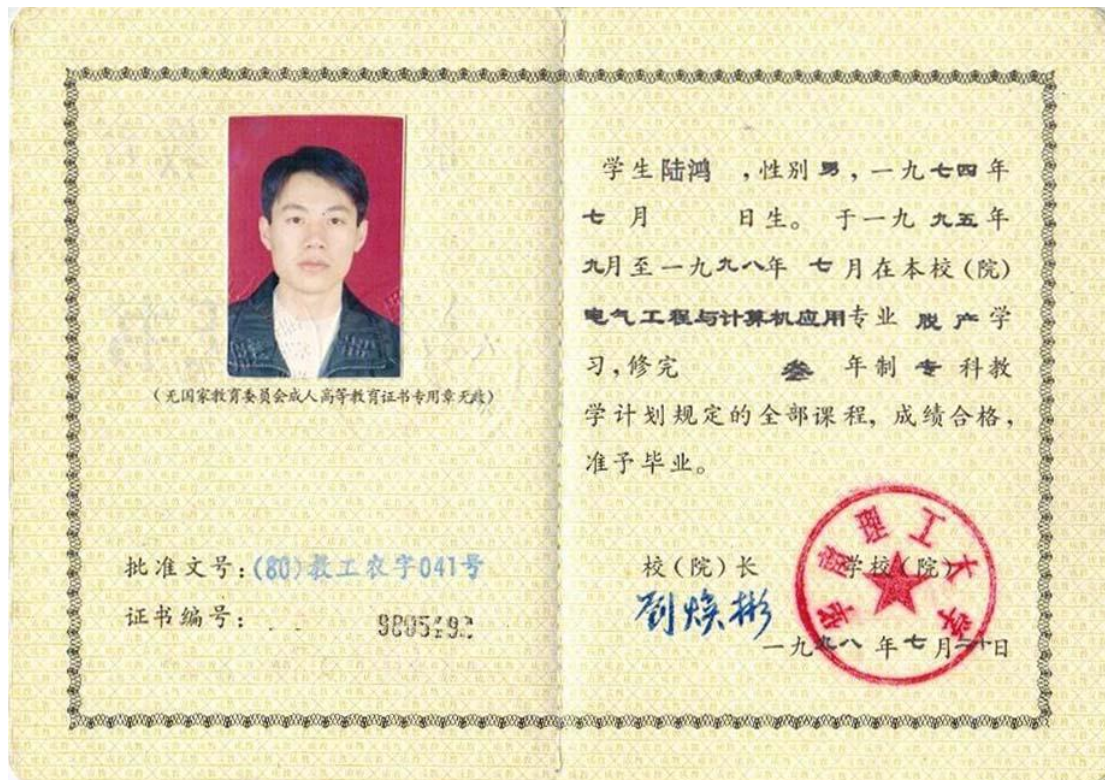 (无国家教育委员会成人高等教育证书专用章无效)
批准文号:(80)教工农字041号
证书编号:
学生陆鸿 ,性别男,一九七四年
七月 日生。于一九九五年
九月至一九九八年七月在本校(院)
电气工程与计算机应用专业 脱产学
习,修完 叁 年制专科教
学计划规定的全部课程,成绩合格,
准予毕业。
校(院)长 学校(院)
刘焕彬
华南理工大学
一九九八年七月二十日